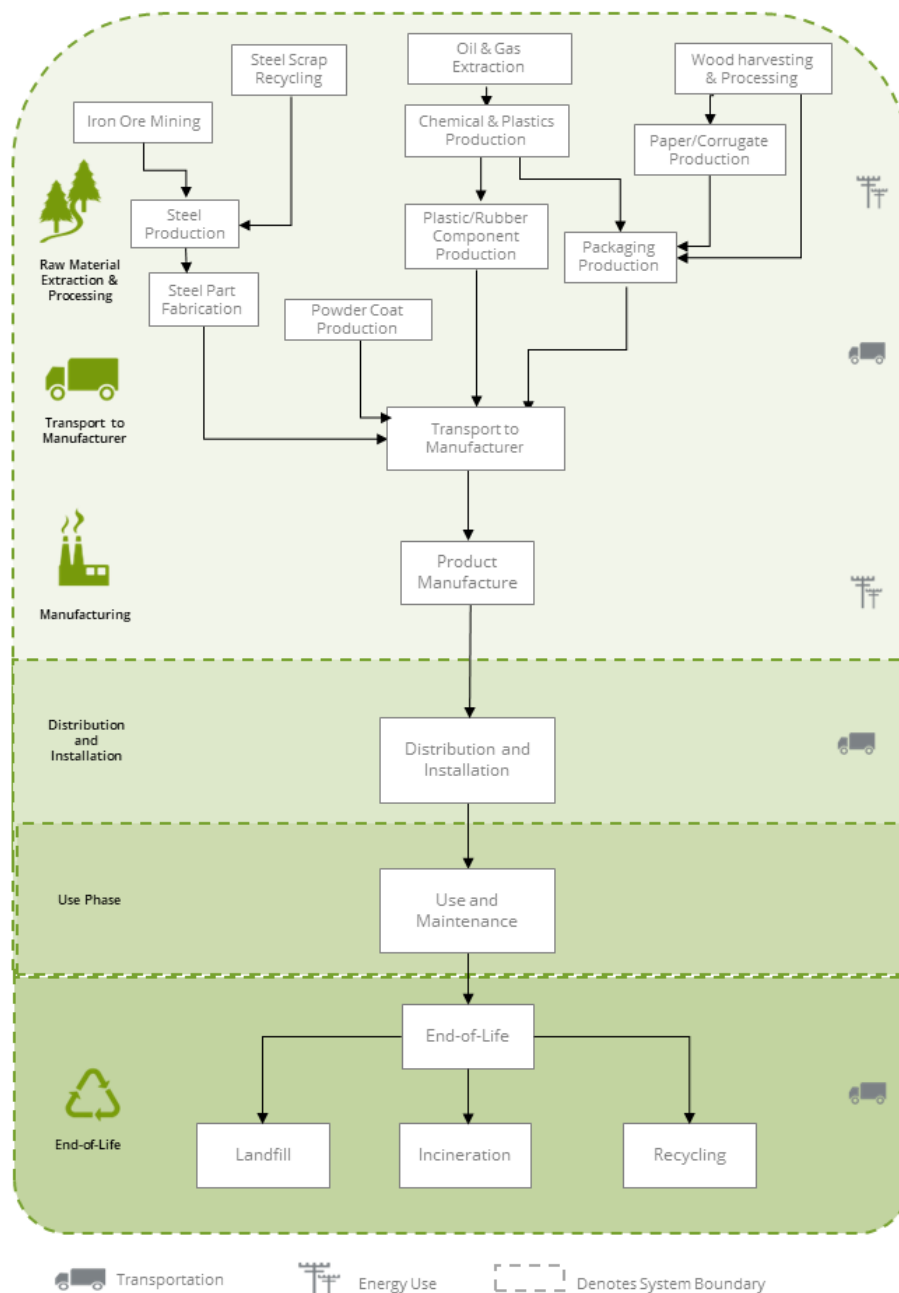 Oil & Gas
Extraction
Steel Scrap
Recycling
Wood harvesting
& Processing
Iron Ore Mining
Chemical & Plastics
Production
Paper/Corrugate
Production
Steel
Production
Plastic/Rubber
Component
Production
Packaging
Production
Raw Material
Extraction &
Processing
Steel Part
Fabrication
Powder Coat
Production
Transport to
Manufacturer
Transport to
Manufacturer
Product
Manufacture
Manufacturing
Distribution
and
Installation
Distribution and
Installation
Use Phase
Use and
Maintenance
End-of-Life
End-of-Life
Landfill
Incineration
Recycling
Transportation
Energy Use
Denotes System Boundary